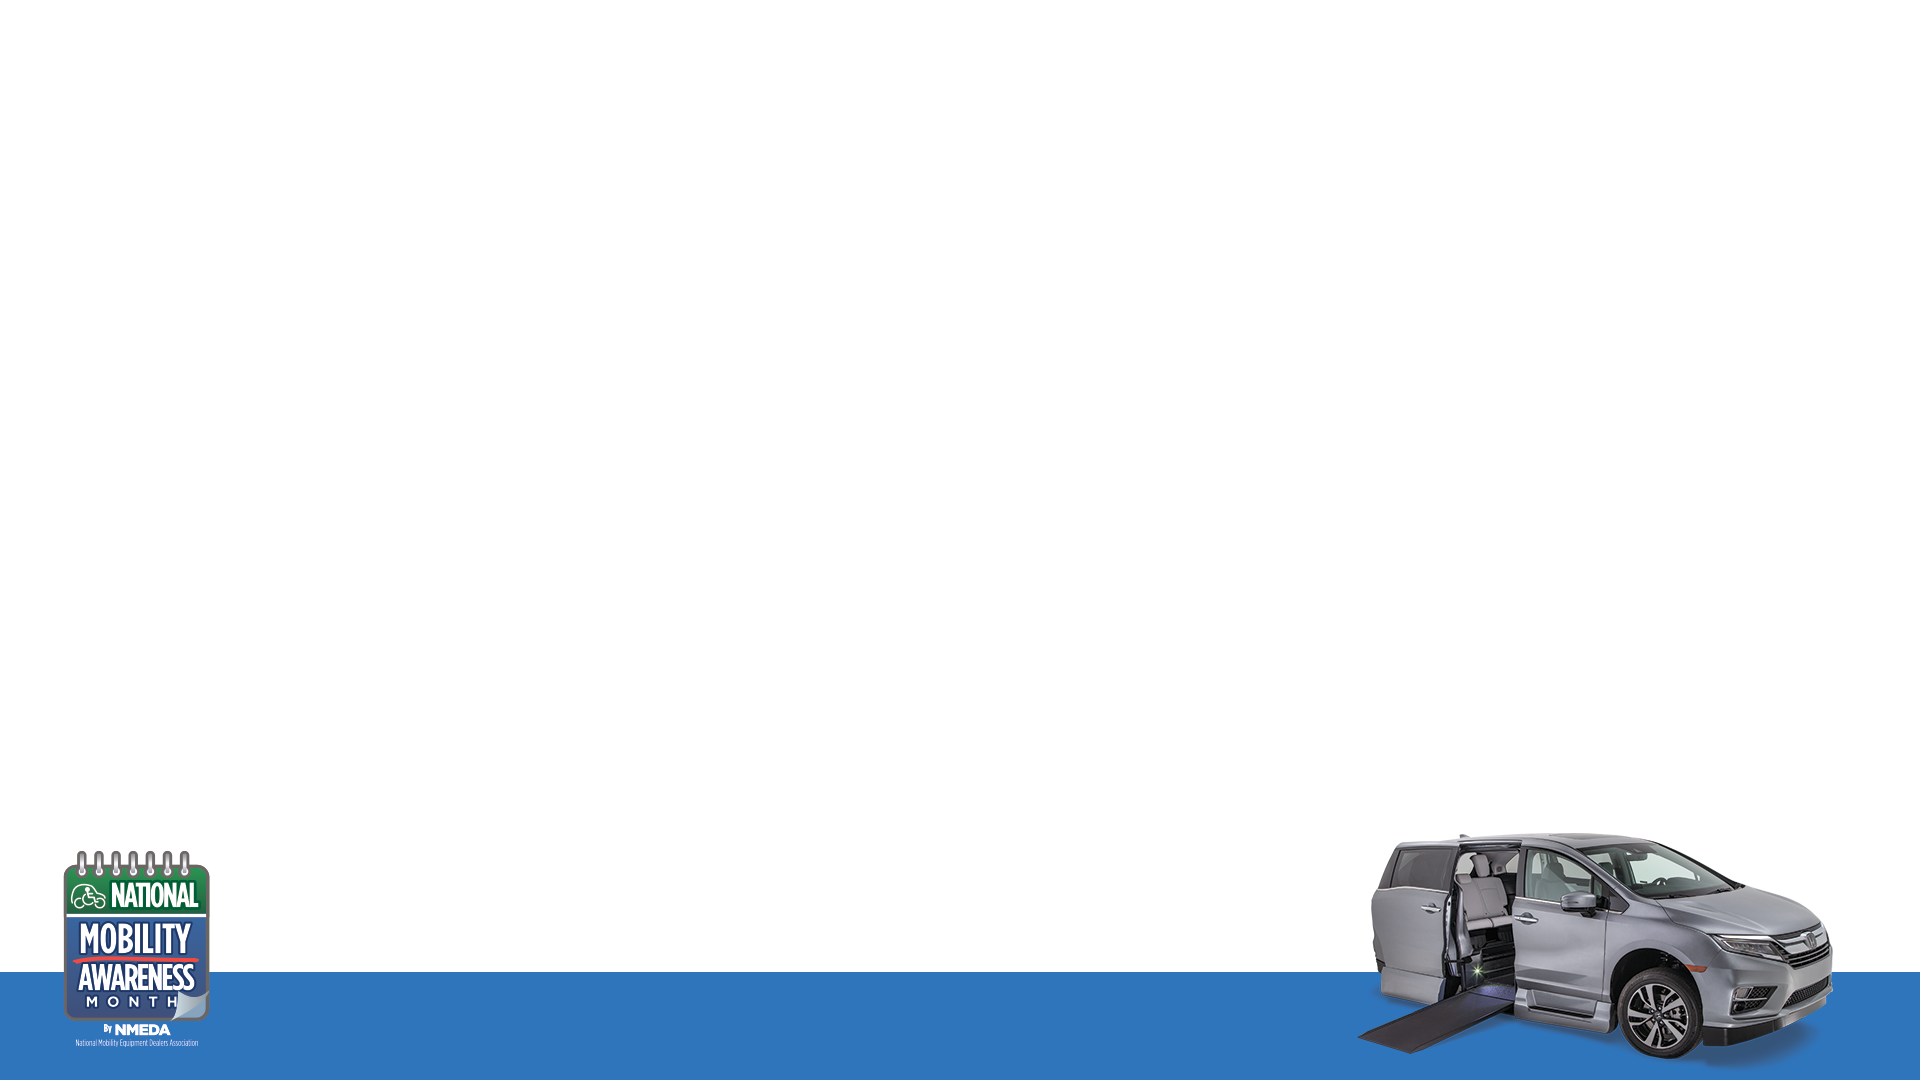 NATIONAL
MOBILITY
AWARENESS
MONTH
By NMEDA
National Mobility Equipment Dealers Association